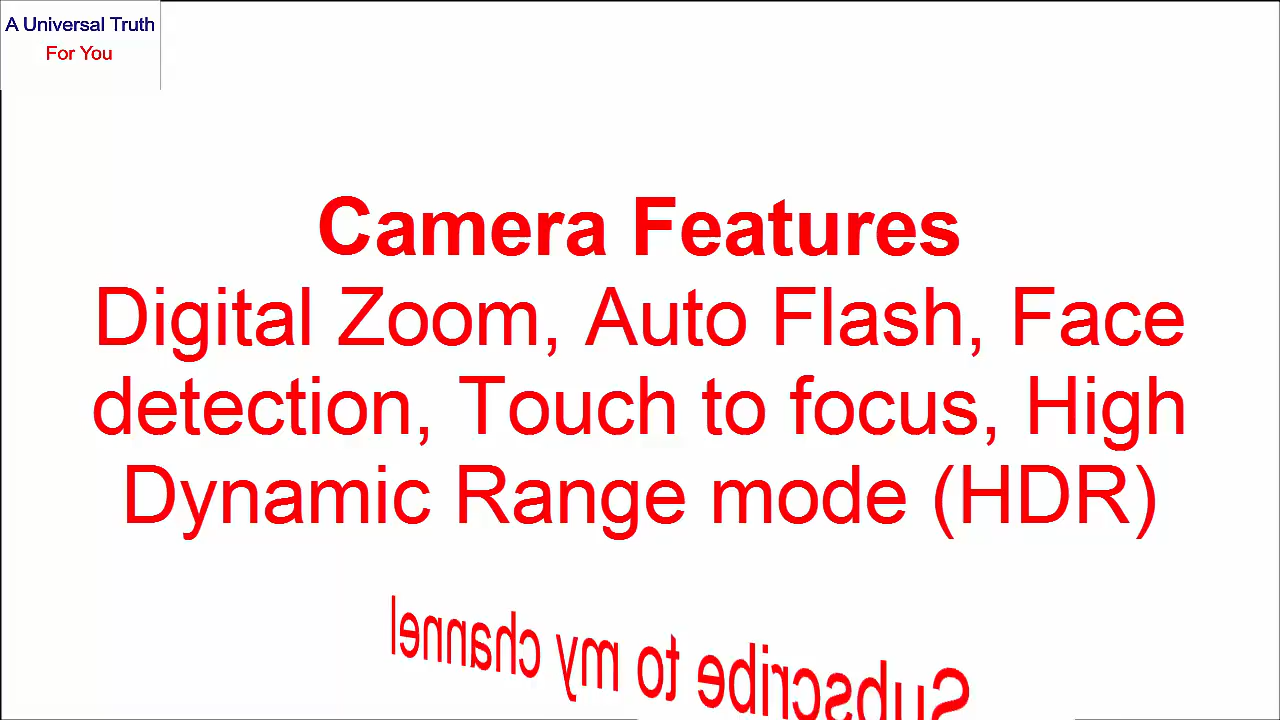 A Universal Truth
For You
Camera Features
Digital Zoom, Auto Flash, Face
detection, Touch to focus, High
Dynamic Range mode (HDR)
Subscribe to my channel